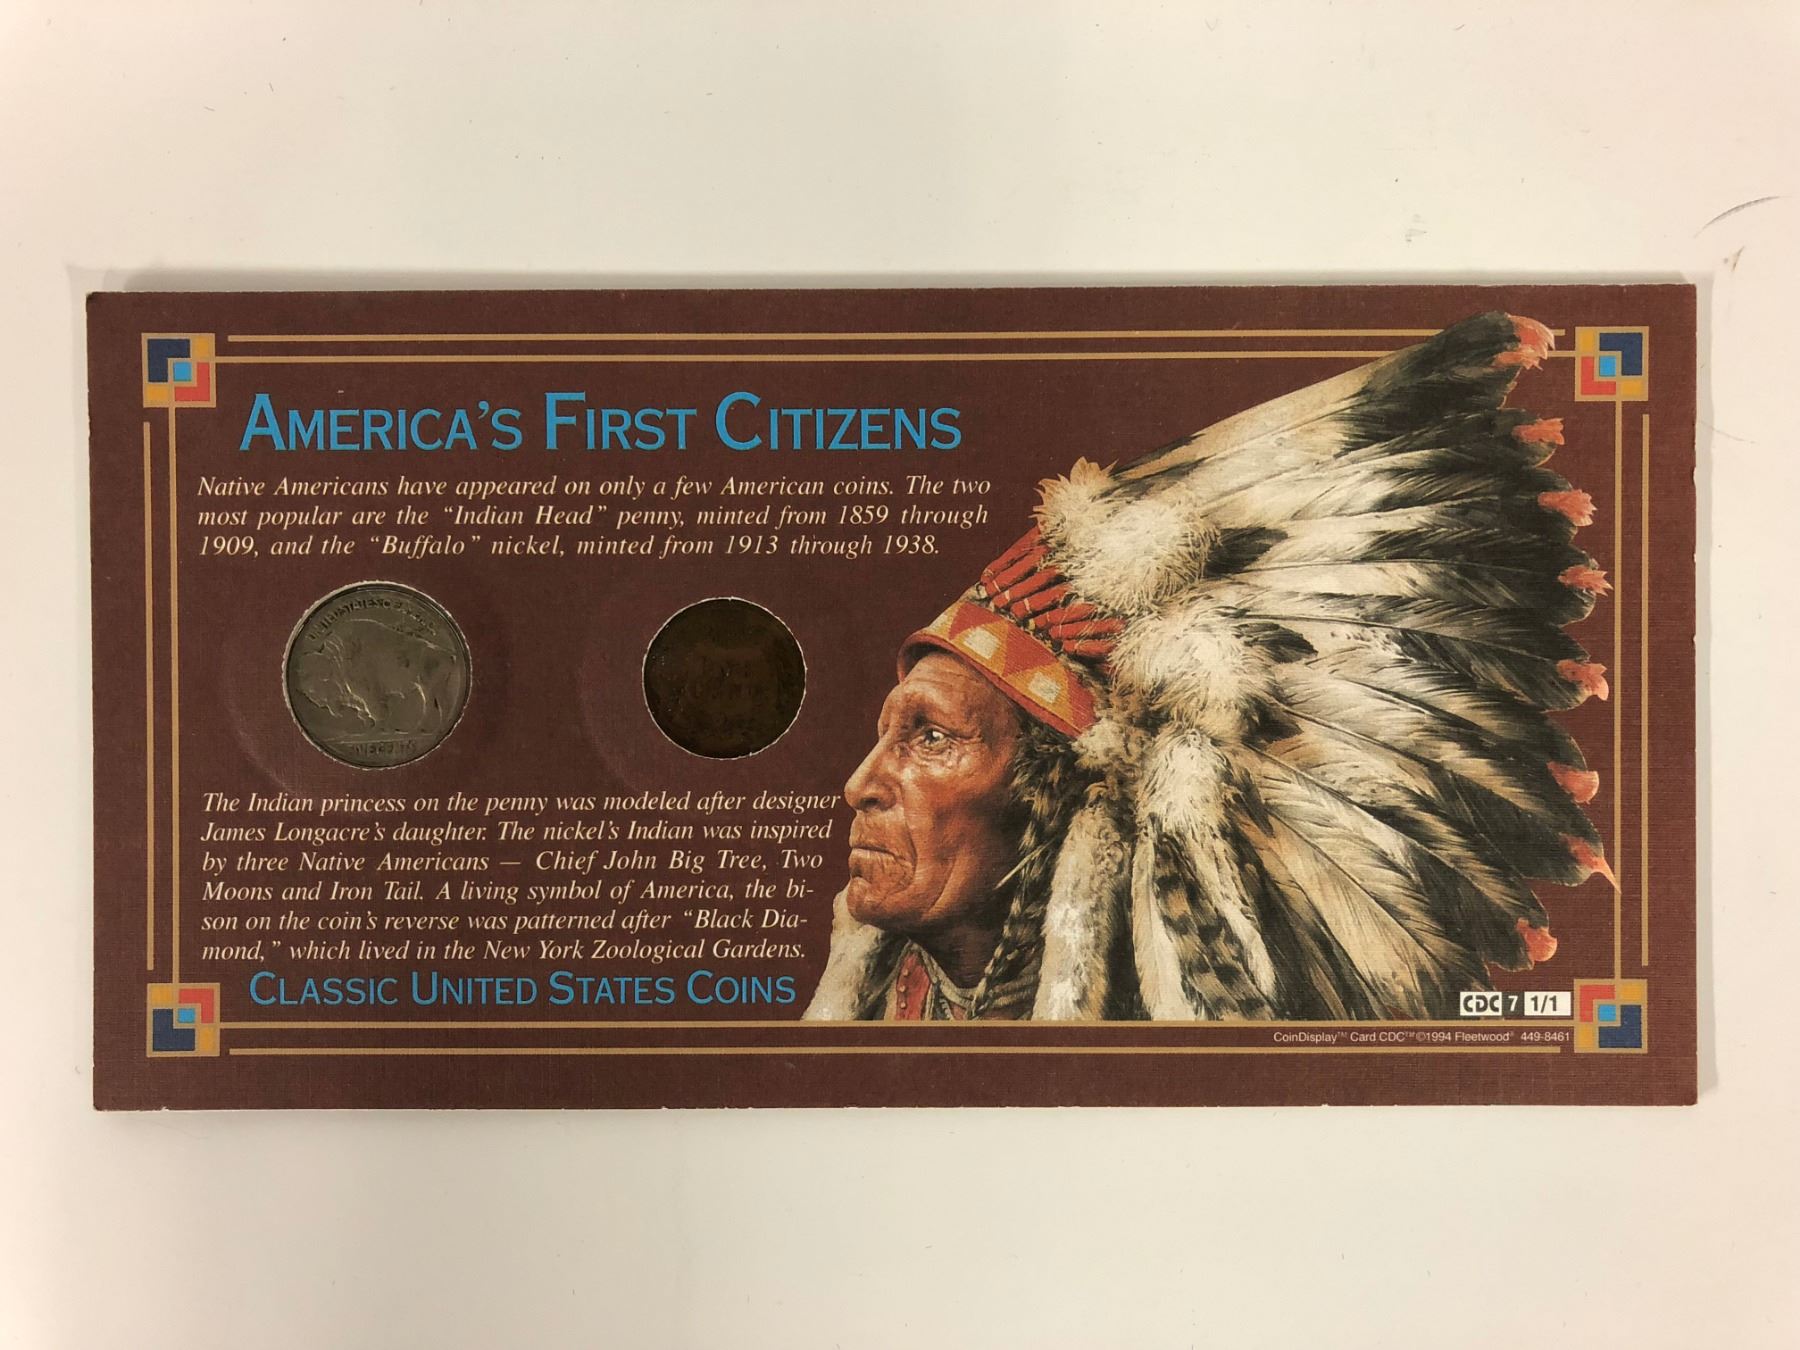 AMERICA'S FIRST CITIZENS
Native Americans have appeared on only a few American coins. The two
most popular are the "Indian Head" penny, minted from 1859 through
1909, and the "Buffalo" nickel, minted from 1913 through 1938.
UNITED STATES OF
FIVE CENTS
The Indian princess on the penny was modeled after designer
James Longacre's daughter. The nickel's Indian was inspired
by three Native Americans — Chief John Big Tree, Two
Moons and Iron Tail. A living symbol of America, the bi-
son on the coin's reverse was patterned after "Black Dia-
mond," which lived in the New York Zoological Gardens.
CLASSIC UNITED STATES COINS
CDC 7 1/1
CoinDisplay™ Card CDC™ ©1994 Fleetwood® 449-8461